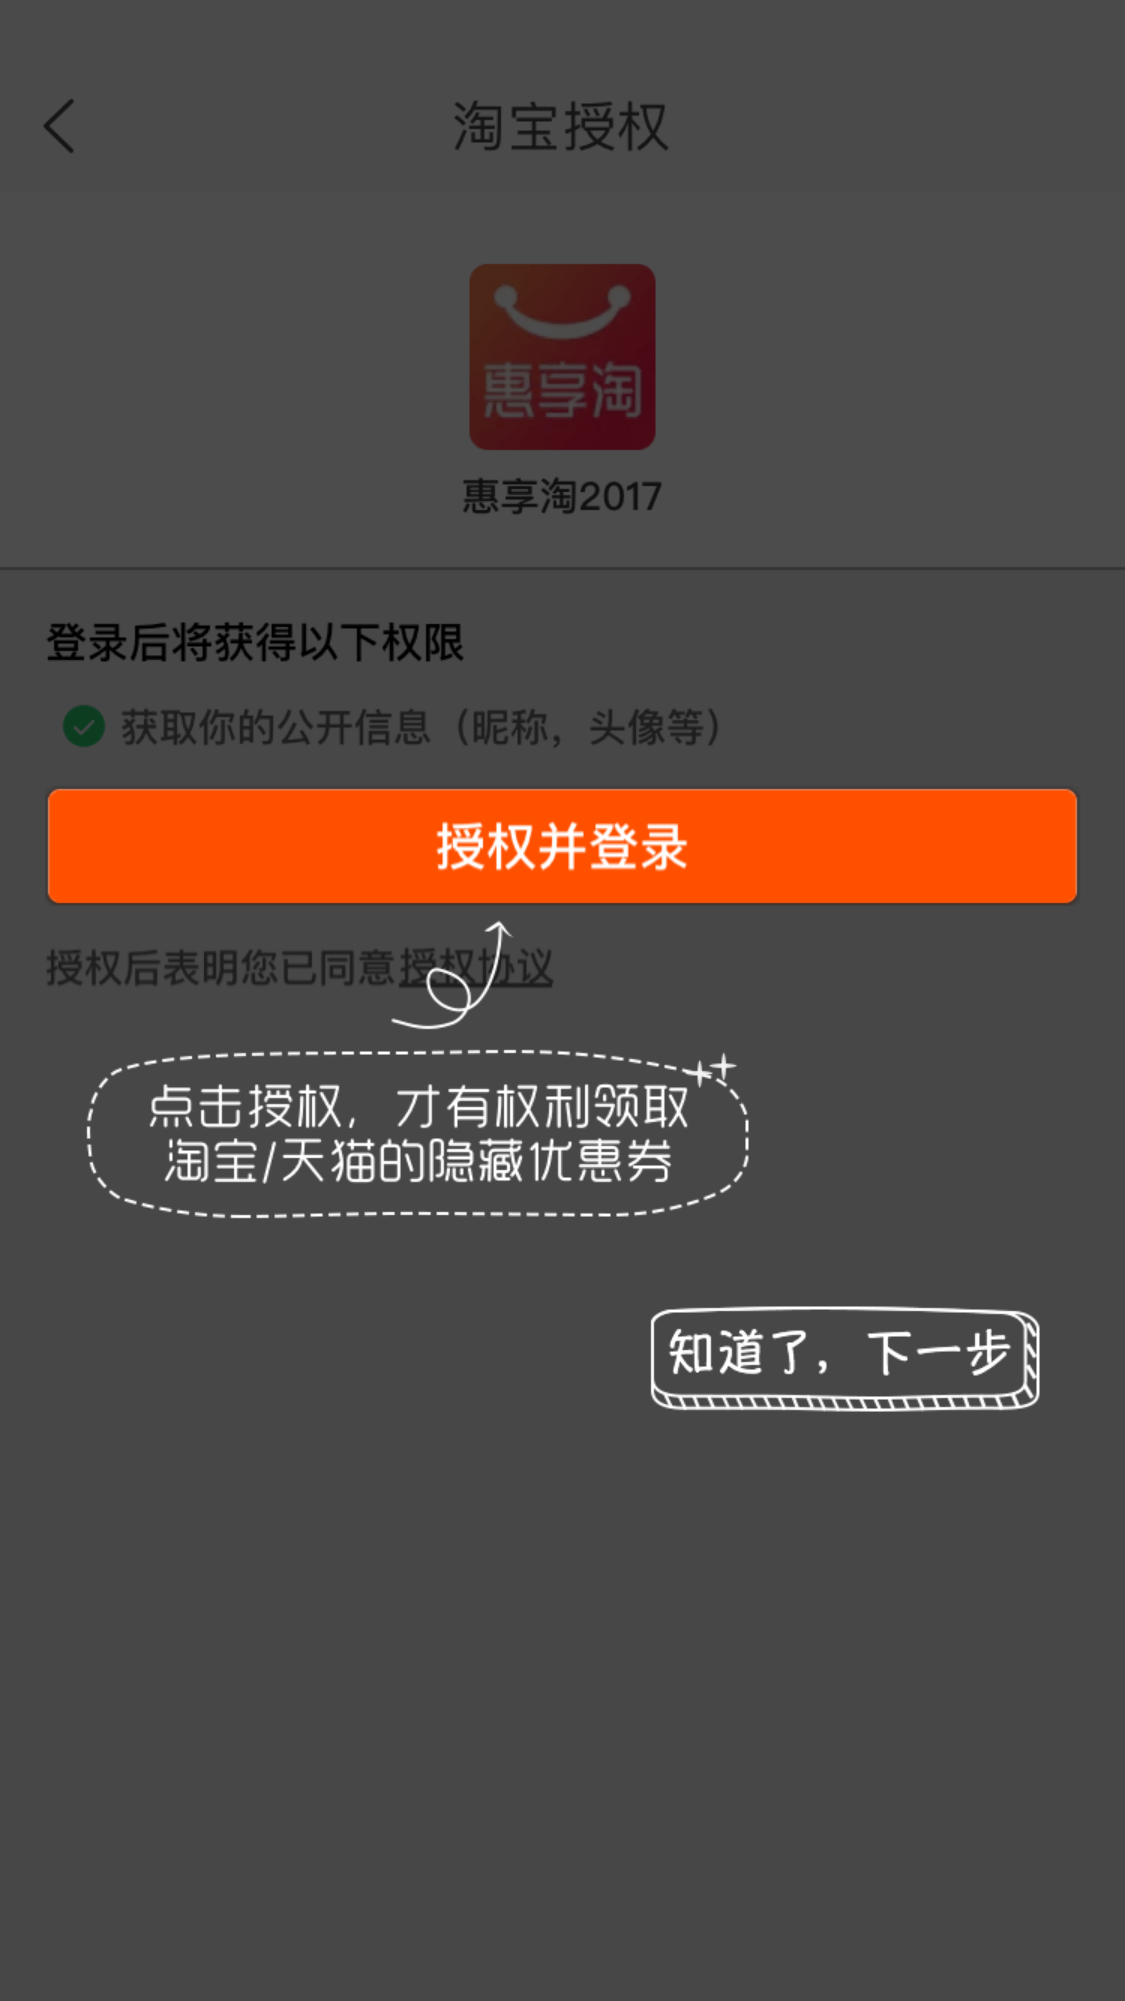 淘宝授权
惠享淘
惠享淘2017
登录后将获得以下权限
获取你的公开信息（昵称，头像等）
授权并登录
授权后表明您已同意授权协议
点击授权，才有权利领取
淘宝/天猫的隐藏优惠券
知道了，下一步